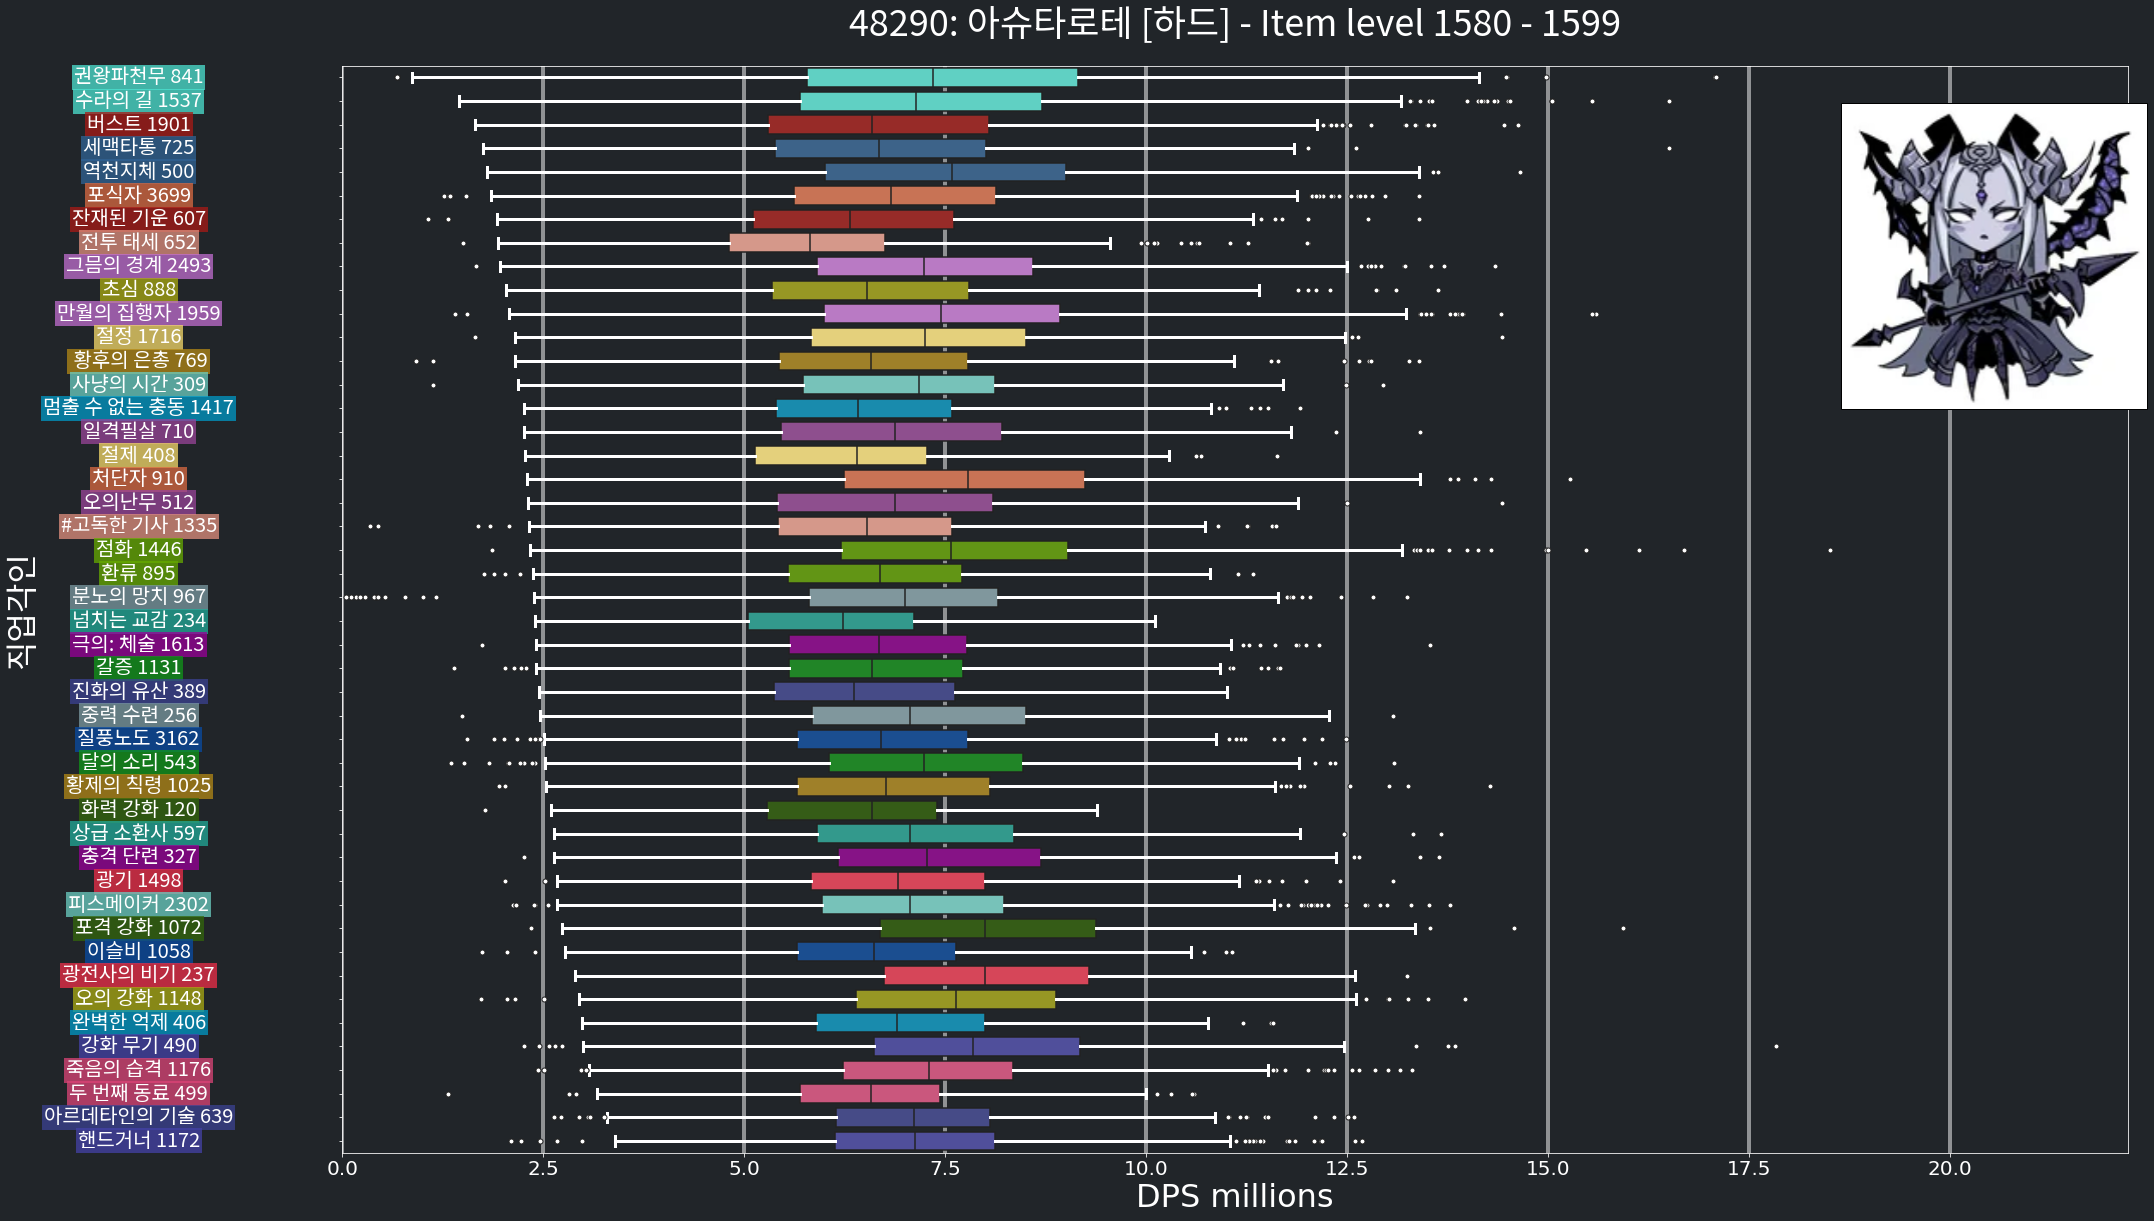 48290: 아슈타로테 [하드] - Item level 1580 - 1599
직업각인
권왕파천무 841
수라의 길 1537
버스트 1901
세맥타통 725
역천지체 500
포식자 3699
잔재된 기운 607
전투 태세 652
그믐의 경계 2493
초심 888
만월의 집행자 1959
절정 1716
황후의 은총 769
사냥의 시간 309
멈출 수 없는 충동 1417
일격필살 710
절제 408
처단자 910
오의난무 512
#고독한 기사 1335
점화 1446
환류 895
분노의 망치 967
넘치는 교감 234
극의: 체술 1613
갈증 1131
진화의 유산 389
중력 수련 256
질풍노도 3162
달의 소리 543
황제의 칙령 1025
화력 강화 120
상급 소환사 597
충격 단련 327
광기 1498
피스메이커 2302
포격 강화 1072
이슬비 1058
광전사의 비기 237
오의 강화 1148
완벽한 억제 406
강화 무기 490
죽음의 습격 1176
두 번째 동료 499
아르데타인의 기술 639
핸드거너 1172
0.0 2.5 5.0 7.5 10.0 12.5 15.0 17.5 20.0
DPS millions